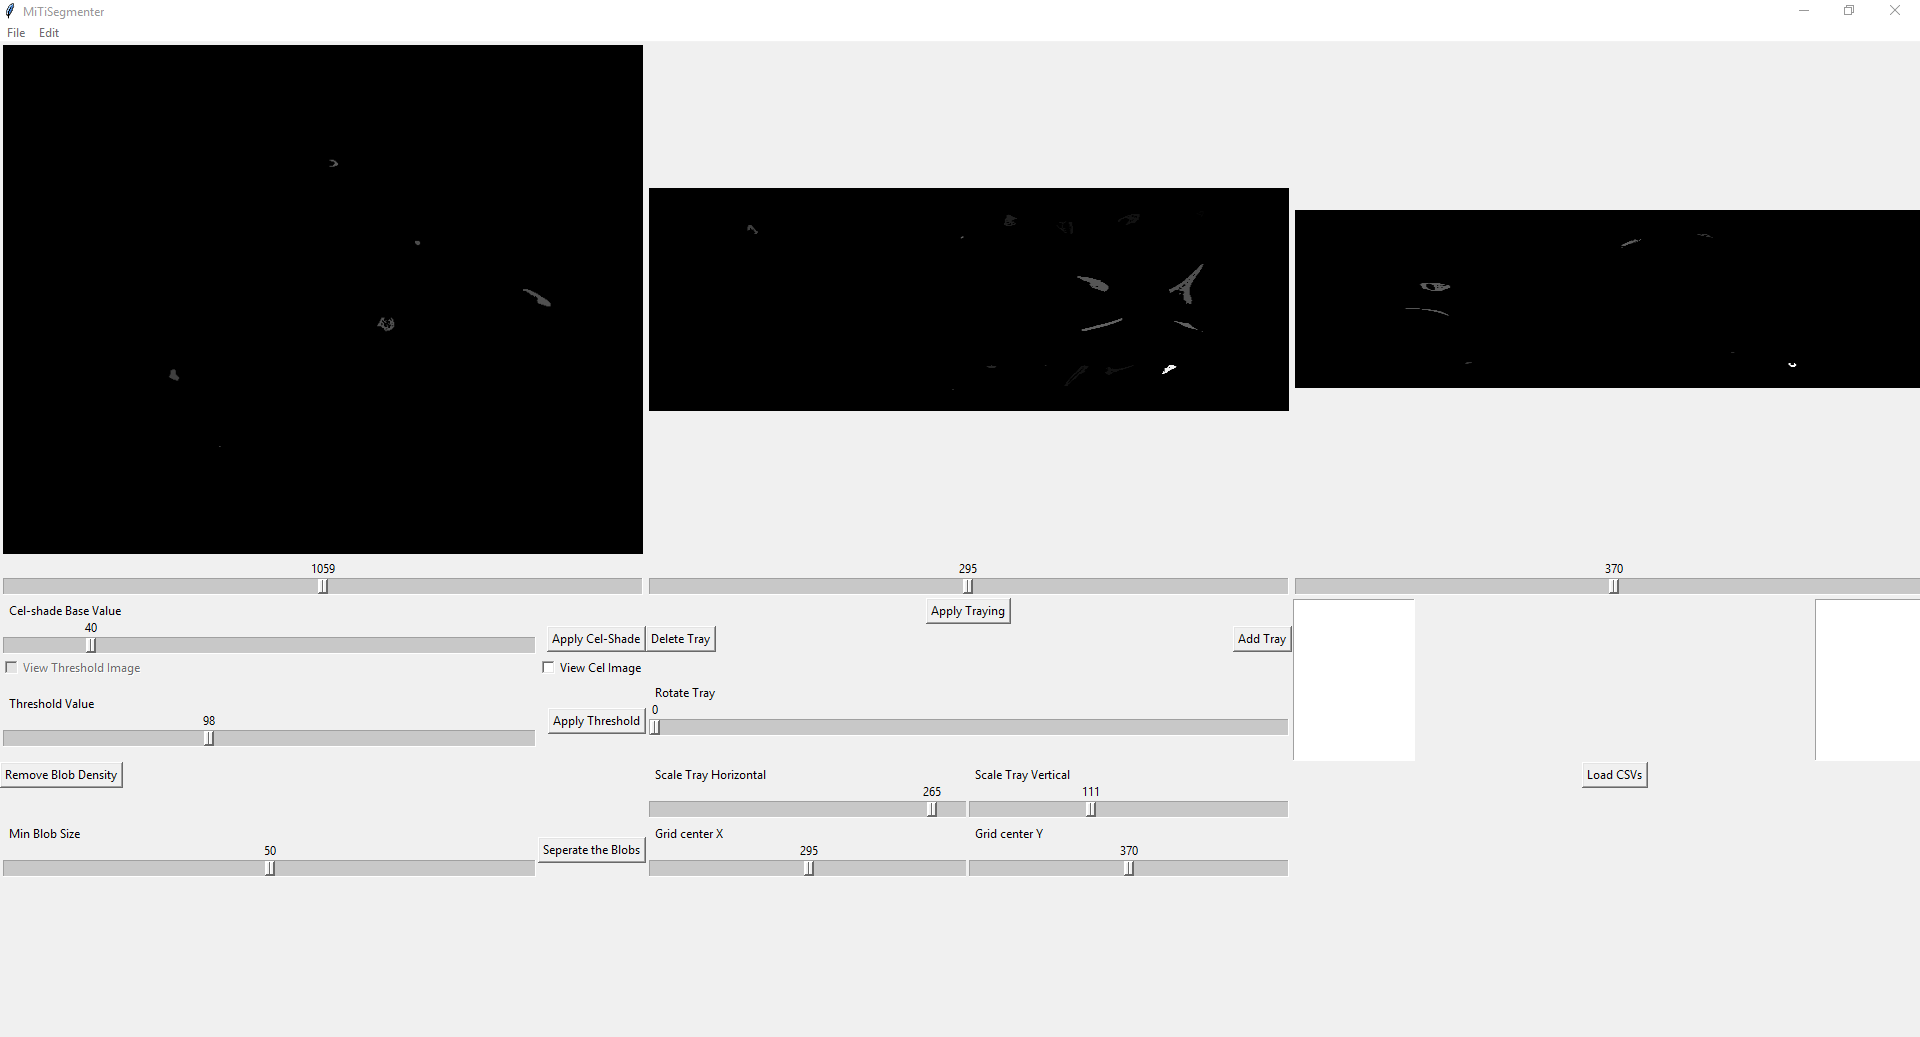 MiTiSegmenter
File Edit
1059 295 370
Cel-shade Base Value Apply Traying
40
Apply Cel-Shade Delete Tray Add Tray
View Threshold Image View Cel Image
Rotate Tray
Threshold Value 0
98 Apply Threshold
Remove Blob Density Scale Tray Horizontal Scale Tray Vertical Load CSVs
265 111
Min Blob Size Grid center X Grid center Y
50 Seperate the Blobs 295 370